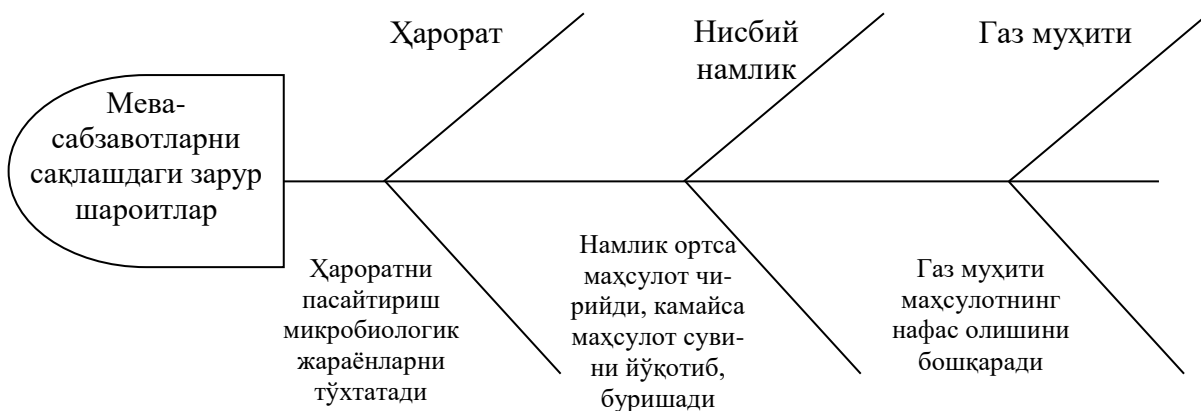 Ҳарорат
Нисбий
намлик
Газ муҳити
Мева-
сабзавотларни
сақлашдаги зарур
шароитлар
Ҳароратни
пасайтириш
микробиологик
жараёнларни
тўхтатади
Намлик ортса
маҳсулот чи-
рийди, камайса
маҳсулот суви-
ни йўқотиб,
буришади
Газ муҳити
маҳсулотнинг
нафас олишини
бошқаради